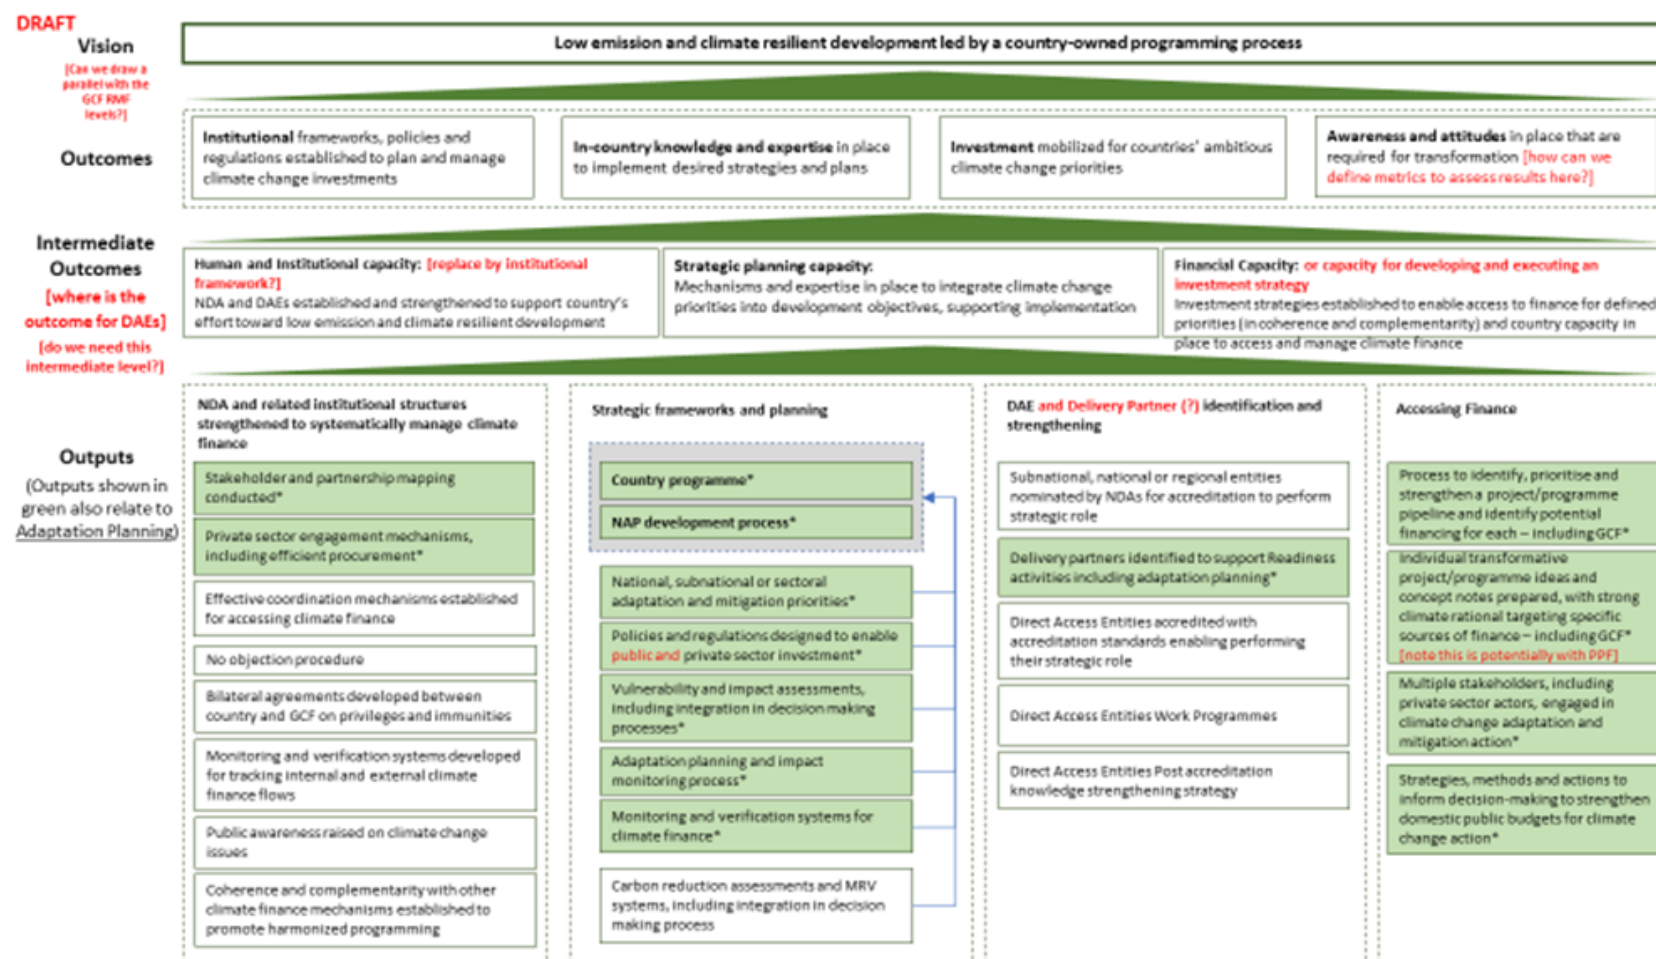 DRAFT
Vision
[Can we draw a
parallel with the
GCF RMF
levels?]
Low emission and climate resilient development led by a country-owned programming process
Outcomes
Institutional frameworks, policies and
regulations established to plan and manage
climate change investments
In-country knowledge and expertise in place
to implement desired strategies and plans
Investment mobilized for countries' ambitious
climate change priorities
Awareness and attitudes in place that are
required for transformation [how can we
define metrics to assess results here?]
Intermediate
Outcomes
[where is the
outcome for DAEs]
[do we need this
intermediate level?]
Human and Institutional capacity: [replace by institutional
framework?]
NDA and DAEs established and strengthened to support country's
effort toward low emission and climate resilient development
Strategic planning capacity:
Mechanisms and expertise in place to integrate climate change
priorities into development objectives, supporting implementation
Financial Capacity: or capacity for developing and executing an
investment strategy
Investment strategies established to enable access to finance for defined
priorities (in coherence and complementarity) and country capacity in
place to access and manage climate finance
Outputs
(Outputs shown in
green also relate to
Adaptation Planning)
NDA and related institutional structures
strengthened to systematically manage climate
finance
Stakeholder and partnership mapping
conducted*
Private sector engagement mechanisms,
including efficient procurement*
Effective coordination mechanisms established
for accessing climate finance
No objection procedure
Bilateral agreements developed between
country and GCF on privileges and immunities
Monitoring and verification systems developed
for tracking internal and external climate
finance flows
Public awareness raised on climate change
issues
Coherence and complementarity with other
climate finance mechanisms established to
promote harmonized programming
Strategic frameworks and planning
Country programme*
NAP development process*
National, subnational or sectoral
adaptation and mitigation priorities*
Policies and regulations designed to enable
public and private sector investment*
Vulnerability and impact assessments,
including integration in decision making
processes*
Adaptation planning and impact
monitoring process*
Monitoring and verification systems for
climate finance*
Carbon reduction assessments and MRV
systems, including integration in decision
making process
DAE and Delivery Partner (?) identification and
strengthening
Subnational, national or regional entities
nominated by NDAs for accreditation to perform
strategic role
Delivery partners identified to support Readiness
activities including adaptation planning*
Direct Access Entities accredited with
accreditation standards enabling performing
their strategic role
Direct Access Entities Work Programmes
Direct Access Entities Post accreditation
knowledge strengthening strategy
Accessing Finance
Process to identify, prioritise and
strengthen a project/programme
pipeline and identify potential
financing for each – including GCF*
Individual transformative
project/programme ideas and
concept notes prepared, with strong
climate rational targeting specific
sources of finance – including GCF*
[note this is potentially with PPF]
Multiple stakeholders, including
private sector actors, engaged in
climate change adaptation and
mitigation action*
Strategies, methods and actions to
inform decision-making to strengthen
domestic public budgets for climate
change action*